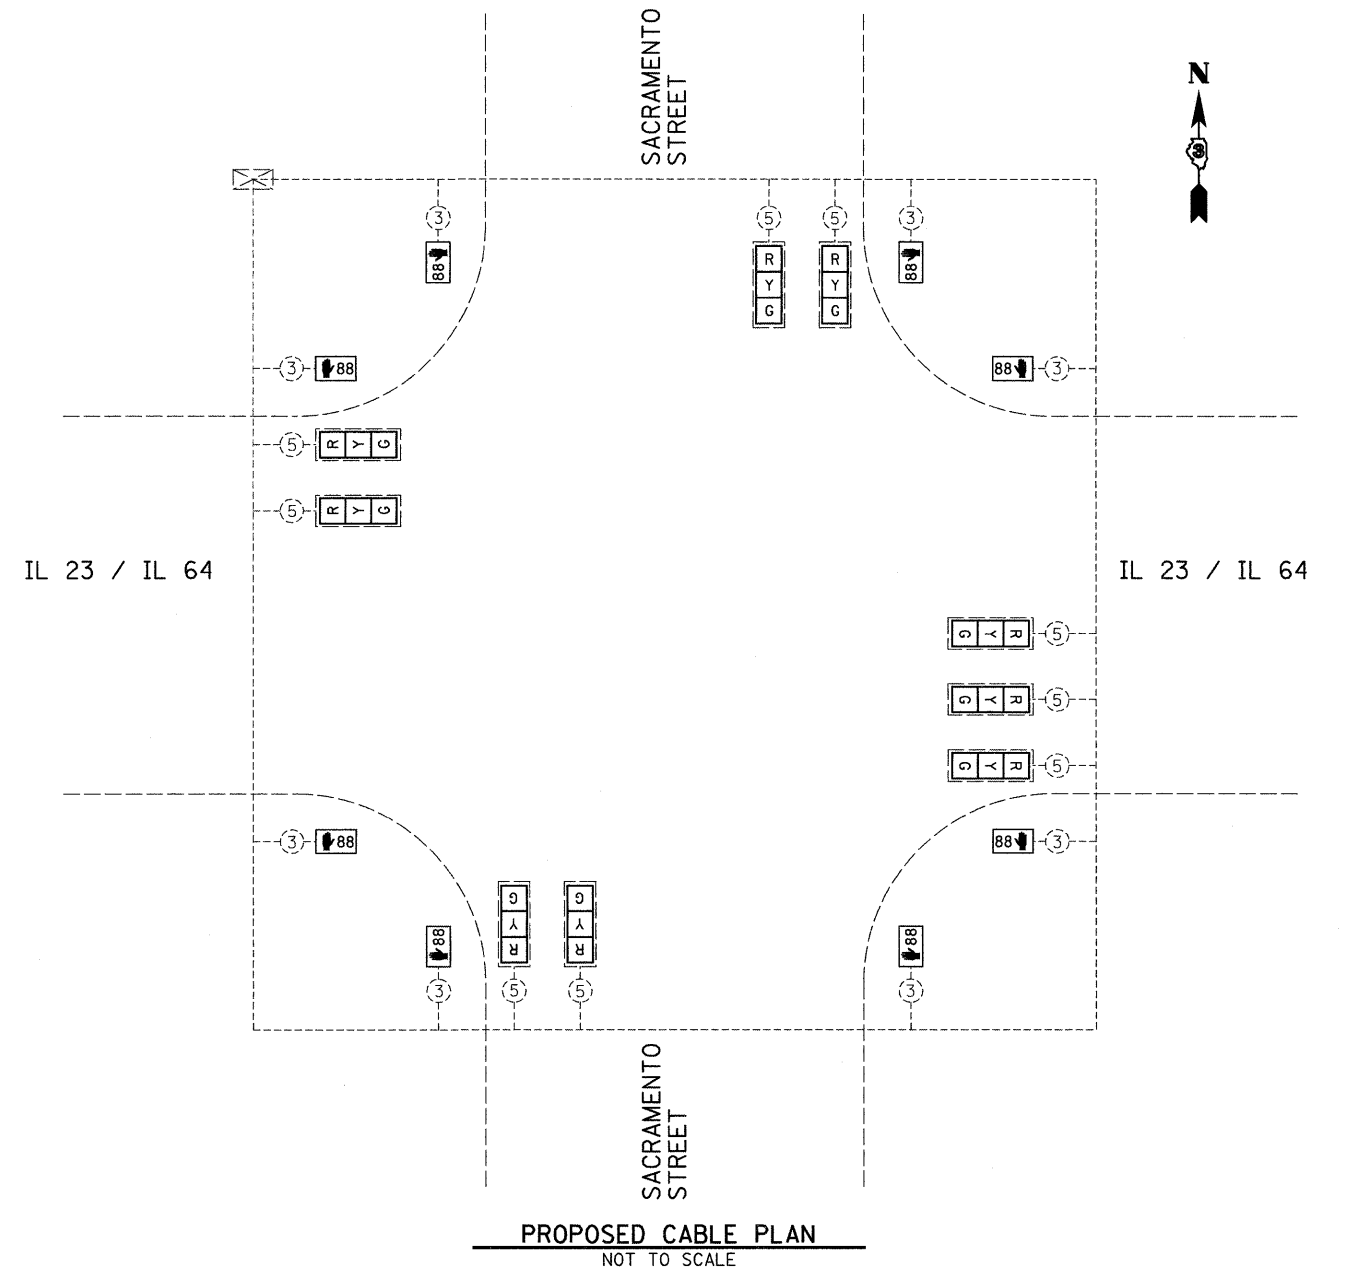 SACRAMENTO
STREET
N
3
3 5 5 3
88 R R 88
Y Y
G G
3 88 88 3
5 R Y G
5 R Y G
IL 23 / IL 64 IL 23 / IL 64
G Y R 5
G Y R 5
G Y R 5
3 88 88 3
G G
88 Y Y 88
R R
3 5 5 3
SACRAMENTO
STREET
PROPOSED CABLE PLAN
NOT TO SCALE